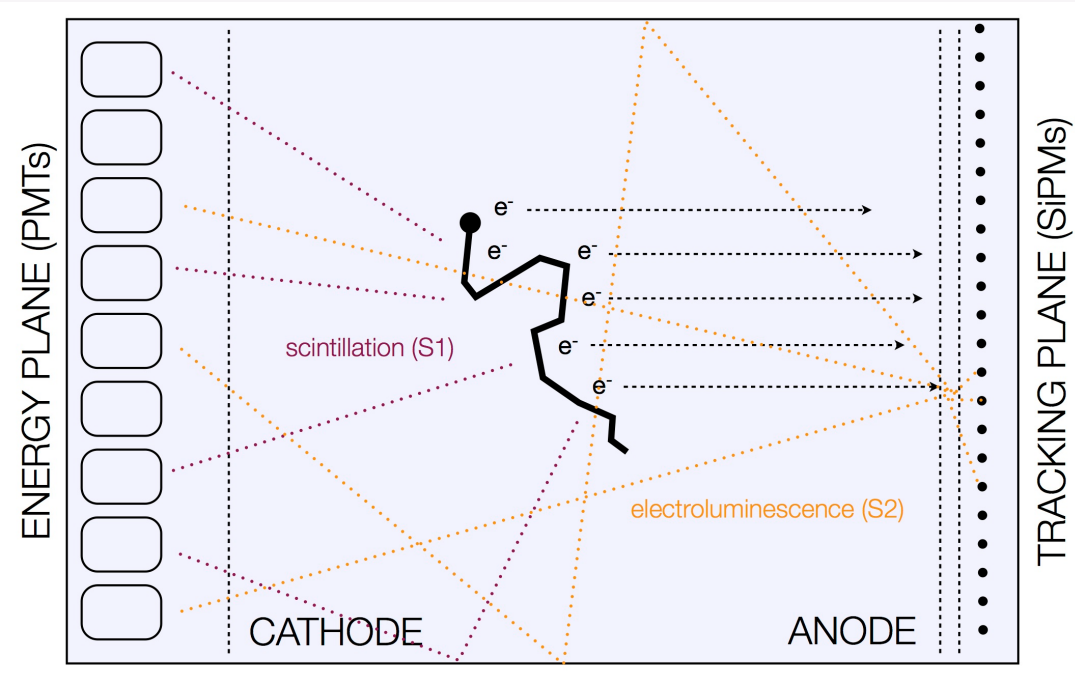 ENERGY PLANE (PMTs)
e-
e-
e-
e-
scintillation (S1)
e-
e-
electroluminescence (S2)
CATHODE
ANODE
TRACKING PLANE (SiPMs)